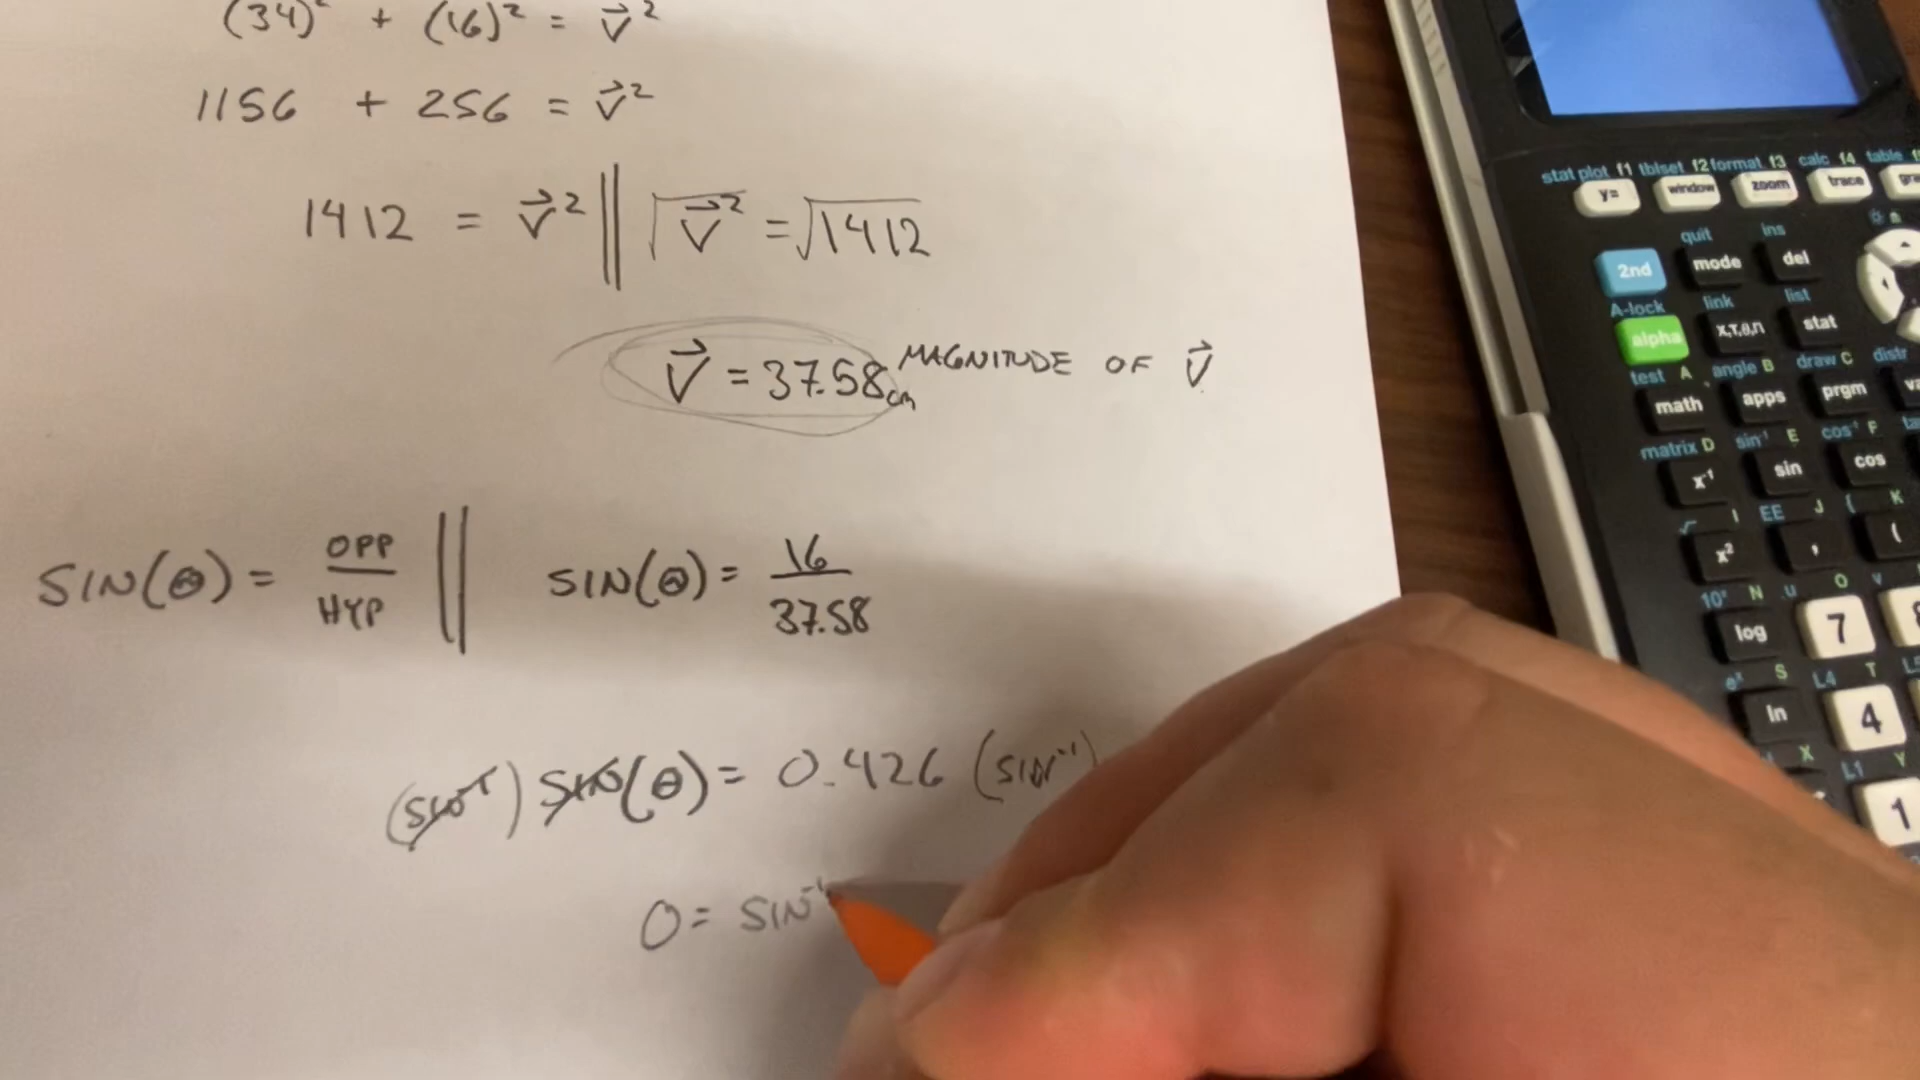 (34)² + (16)² = v⃗²
1156 + 256 = v⃗²
1412 = v⃗² || √v⃗² = √1412
v⃗ = 37.58cm MAGNITUDE OF v⃗
SIN(θ) = OPP/HYP || SIN(θ) = 16/37.58
(SIN⁻¹) SIN(θ) = 0.426 (SIN⁻¹)
0 = SIN⁻¹
stat plot f1 tblset f2 format f3 calc f4 table
y= window zoom trace
quit ins
2nd mode del
A-lock link list
alpha X,T,θ,n stat
test A angle B draw C distr
math apps prgm
matrix D sin⁻¹ E cos⁻¹ F
x⁻¹ sin cos
√ I EE J { K
x² , (
10ˣ N u O v
log 7
eˣ S L4 T L5
ln 4
X L1 Y
1